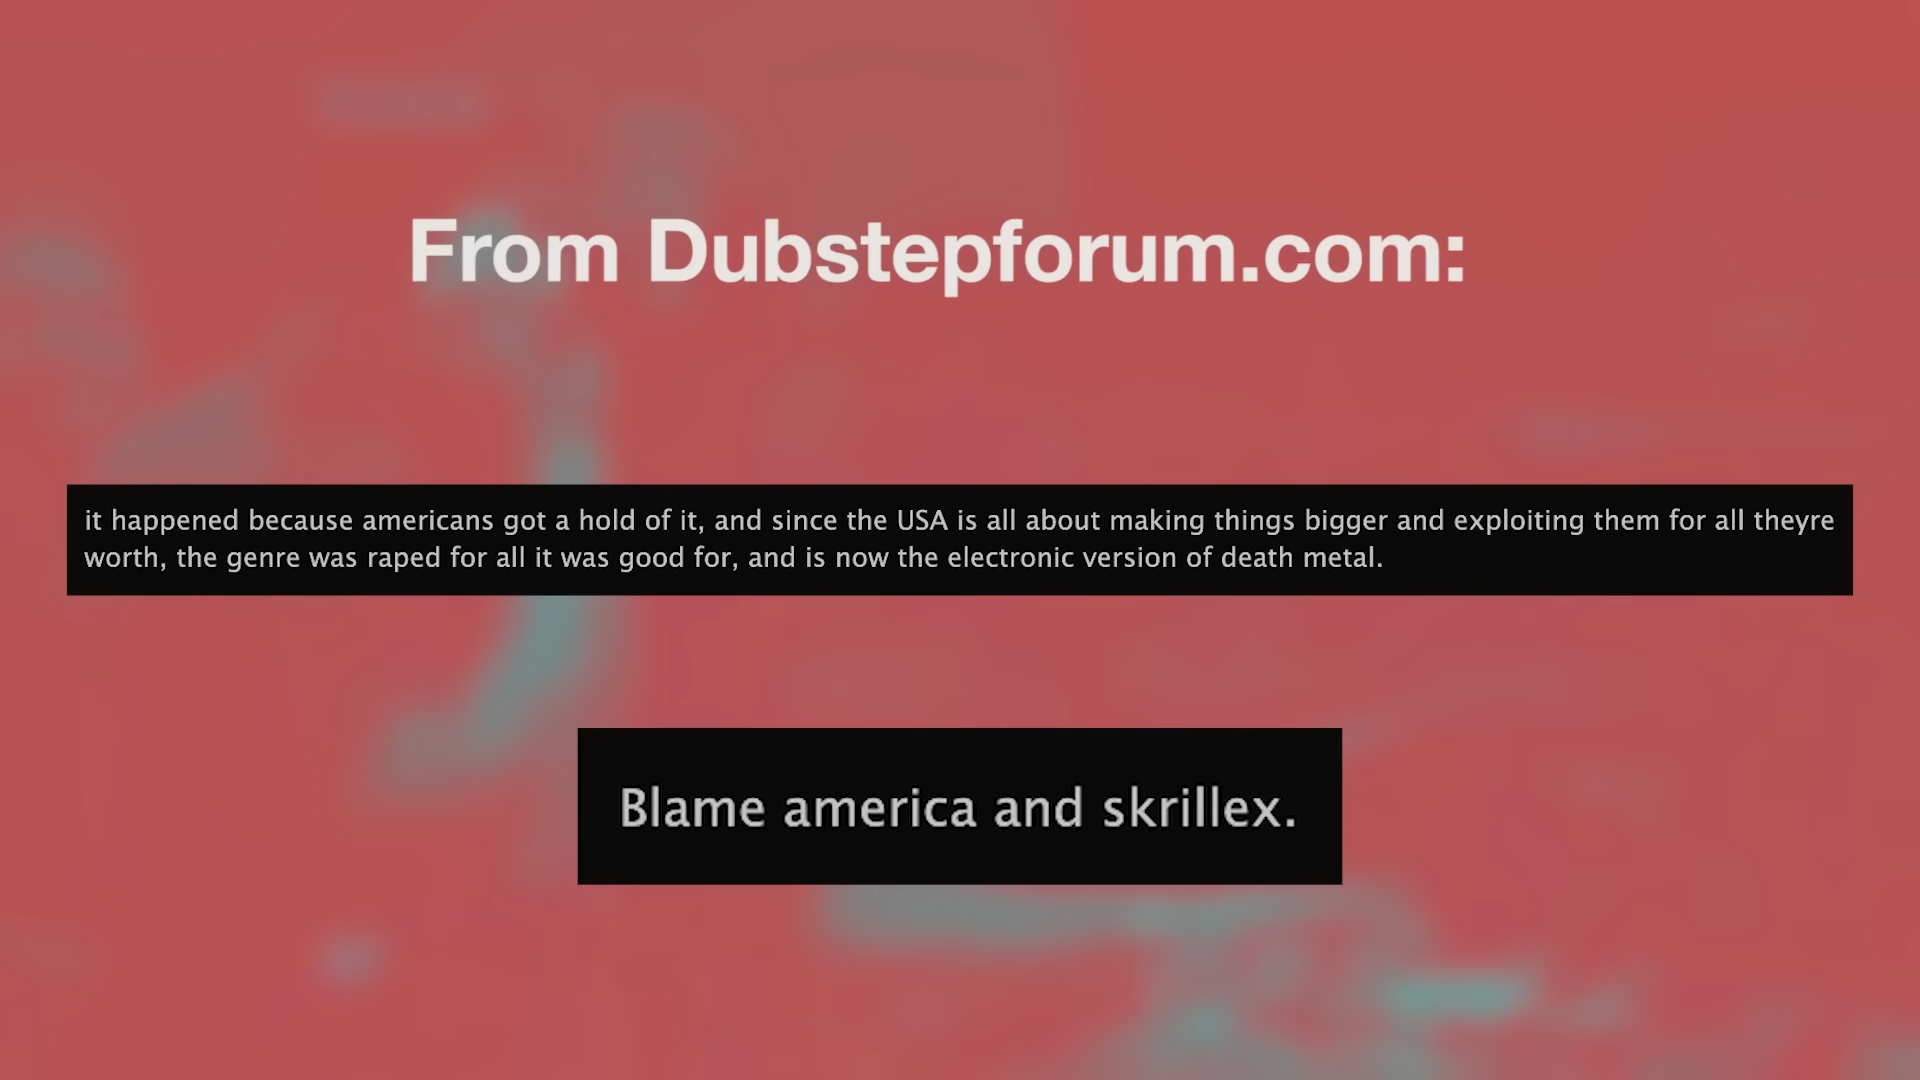 From Dubstepforum.com:
it happened because americans got a hold of it, and since the USA is all about making things bigger and exploiting them for all theyre
worth, the genre was raped for all it was good for, and is now the electronic version of death metal.
Blame america and skrillex.